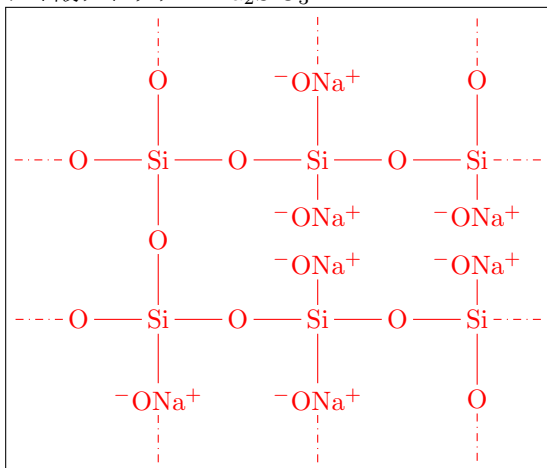 O ⁻ONa⁺ O
O Si O Si O Si
⁻ONa⁺ ⁻ONa⁺
O
⁻ONa⁺ ⁻ONa⁺
O Si O Si O Si
⁻ONa⁺ ⁻ONa⁺ O